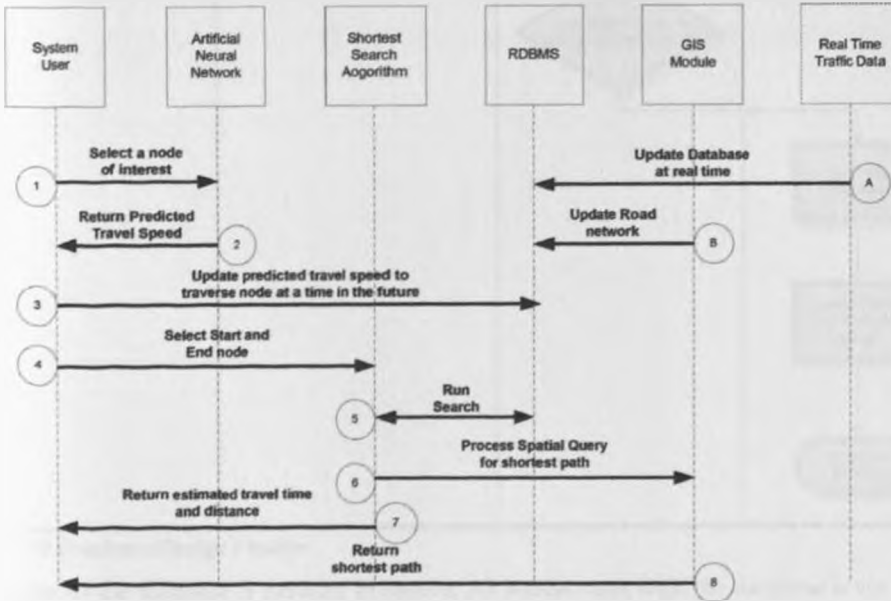 System
User
Artificial
Neural
Network
Shortest
Search
Aogorithm
RDBMS
GIS
Module
Real Time
Traffic Data
Select a node
of interest
1
Update Database
at real time
A
Return Predicted
Travel Speed
2
Update Road
network
B
Update predicted travel speed to
traverse node at a time in the future
3
Select Start and
End node
4
Run
Search
5
Process Spatial Query
for shortest path
6
Return estimated travel time
and distance
7
Return
shortest path
8